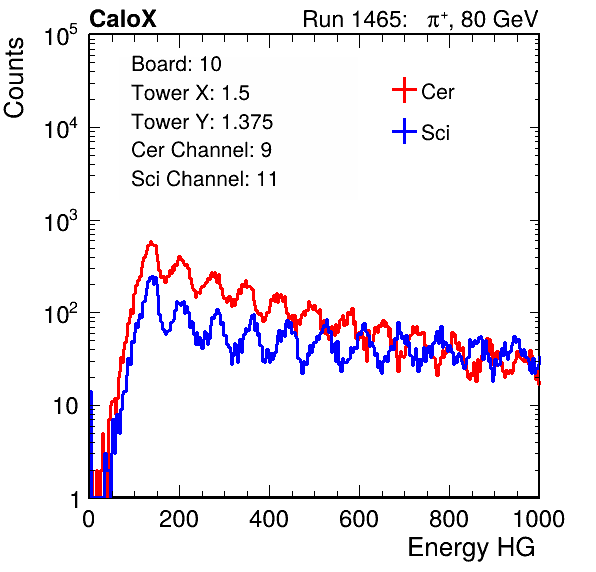 CaloX Run 1465: π⁺, 80 GeV
Counts
10⁵
10⁴
10³
10²
10
1
Board: 10
Tower X: 1.5
Tower Y: 1.375
Cer Channel: 9
Sci Channel: 11
Cer
Sci
0 200 400 600 800 1000
Energy HG